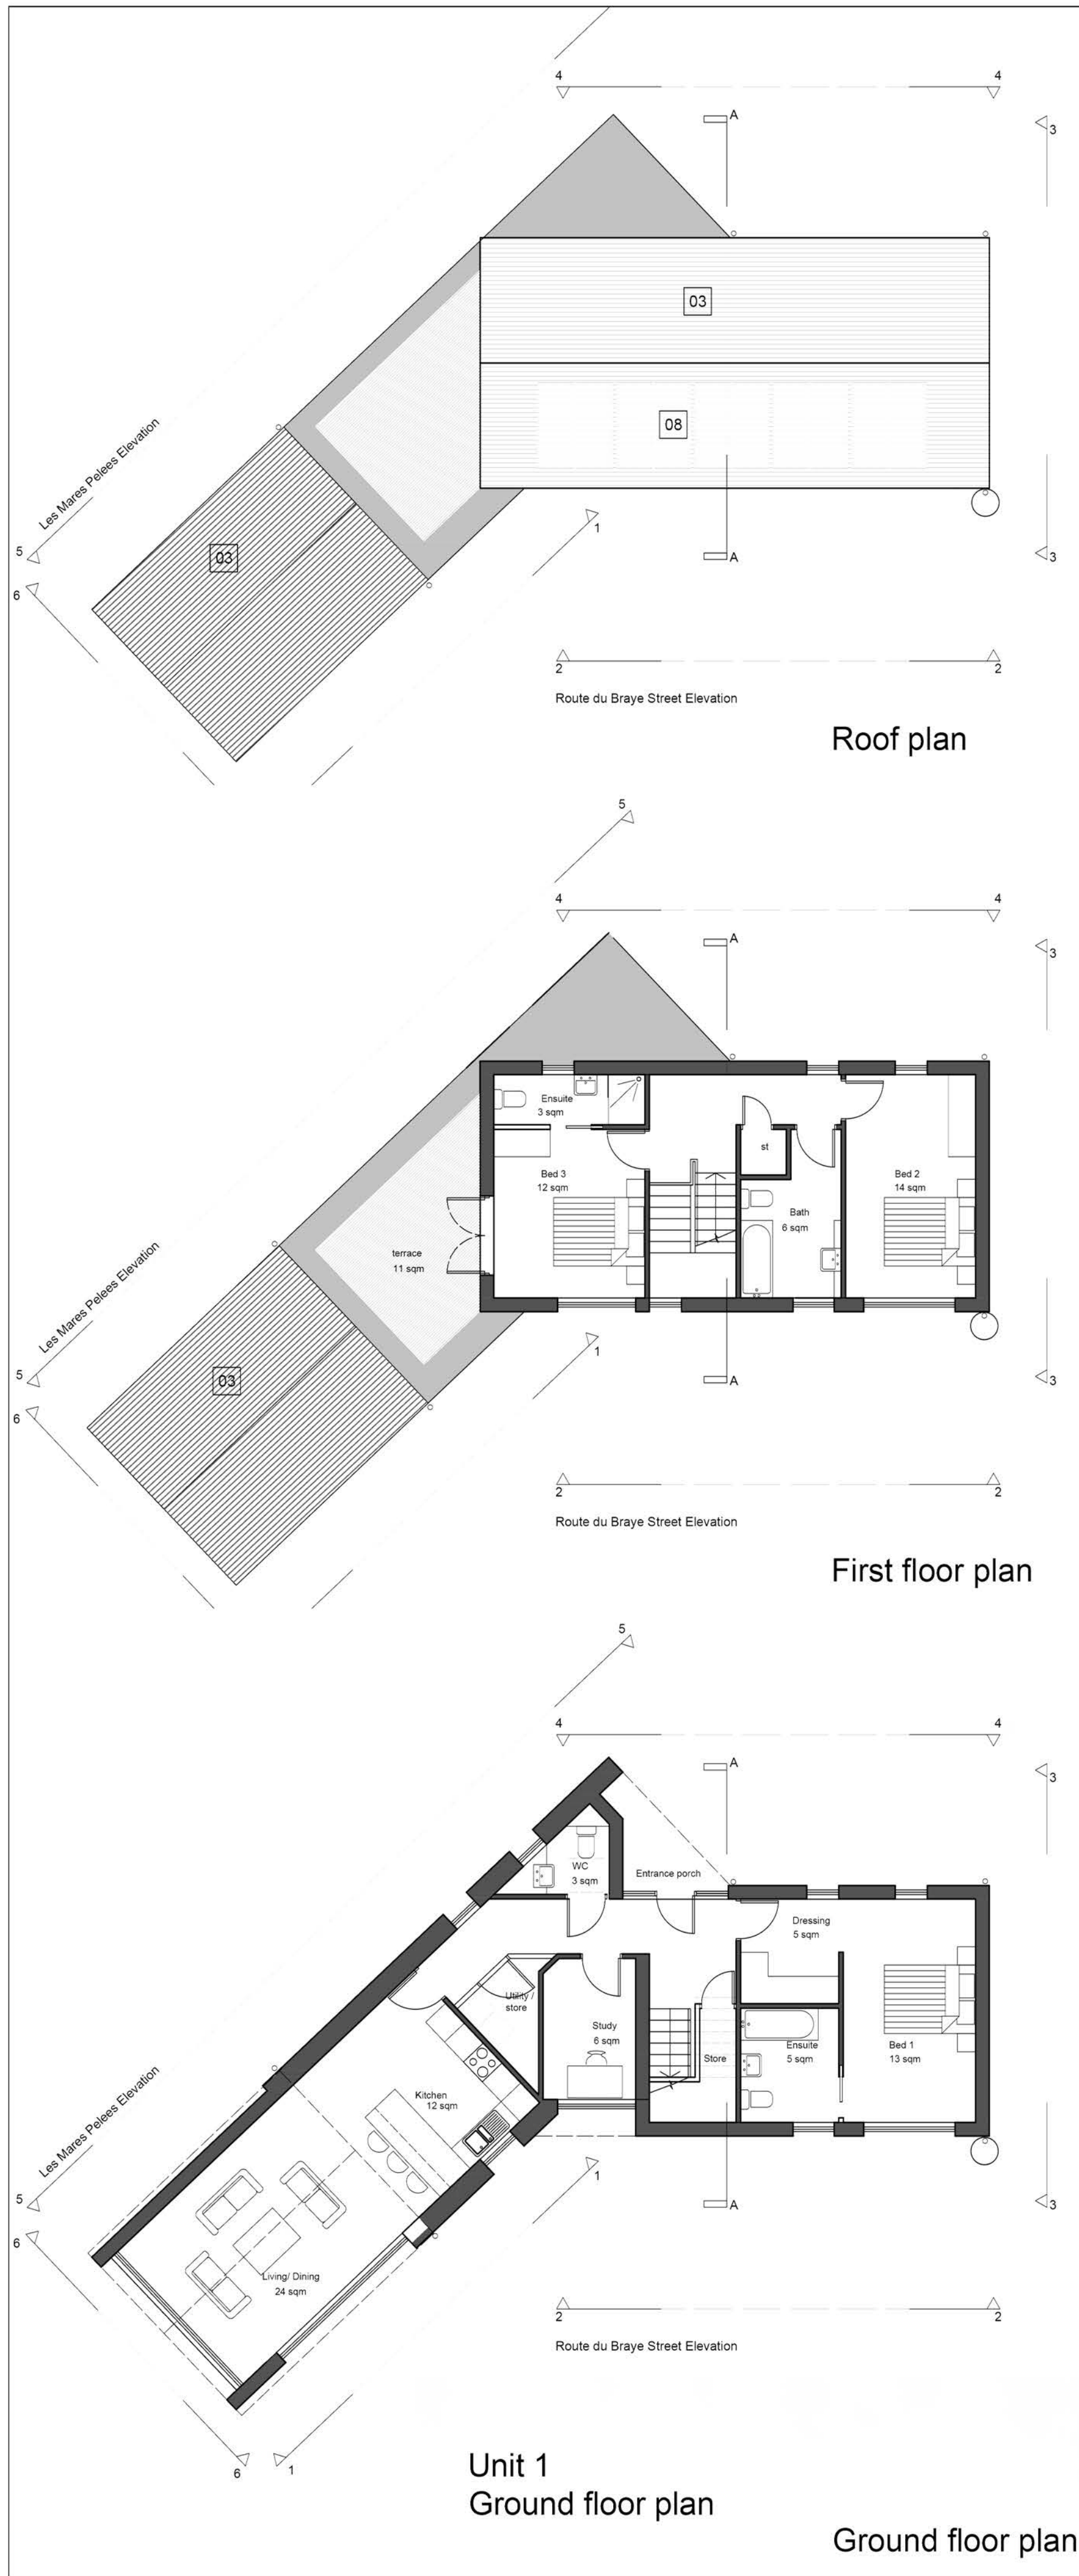 4
4
A
A
3
03
08
Les Mares Pelees Elevation
5
6
03
1
A
3
2
2
Route du Braye Street Elevation
Roof plan
5
4
4
A
3
Ensuite
3 sqm
st
Bed 3
12 sqm
Bed 2
14 sqm
Bath
6 sqm
terrace
11 sqm
Les Mares Pelees Elevation
5
6
03
1
A
3
2
2
Route du Braye Street Elevation
First floor plan
5
4
4
A
3
WC
3 sqm
Entrance porch
Dressing
5 sqm
Utility /
store
Study
6 sqm
Store
Ensuite
5 sqm
Bed 1
13 sqm
Kitchen
12 sqm
Les Mares Pelees Elevation
5
6
1
A
3
Living/ Dining
24 sqm
2
2
Route du Braye Street Elevation
6
1
Unit 1
Ground floor plan
Ground floor plan